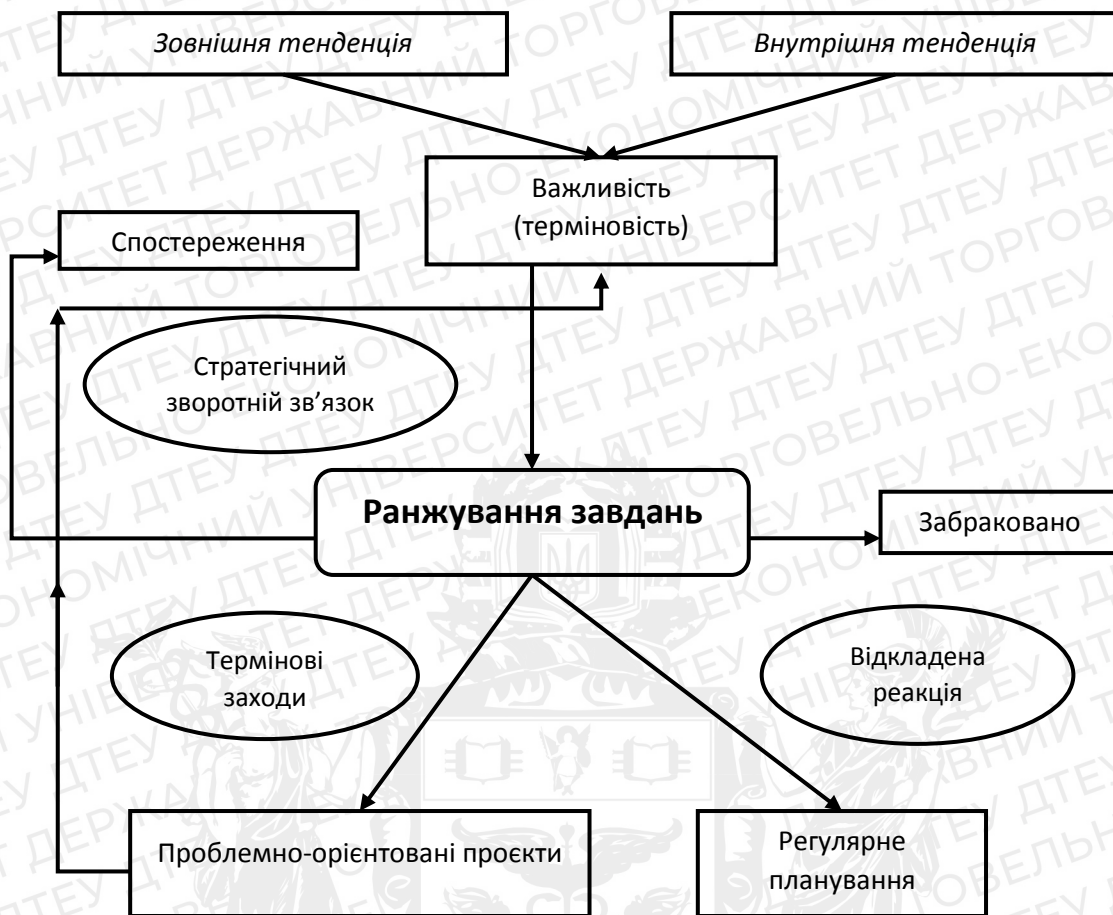 Зовнішня тенденція
Внутрішня тенденція
Важливість
(терміновість)
Спостереження
Стратегічний
зворотній зв’язок
Ранжування завдань
Забраковано
Термінові
заходи
Відкладена
реакція
Проблемно-орієнтовані проєкти
Регулярне
планування